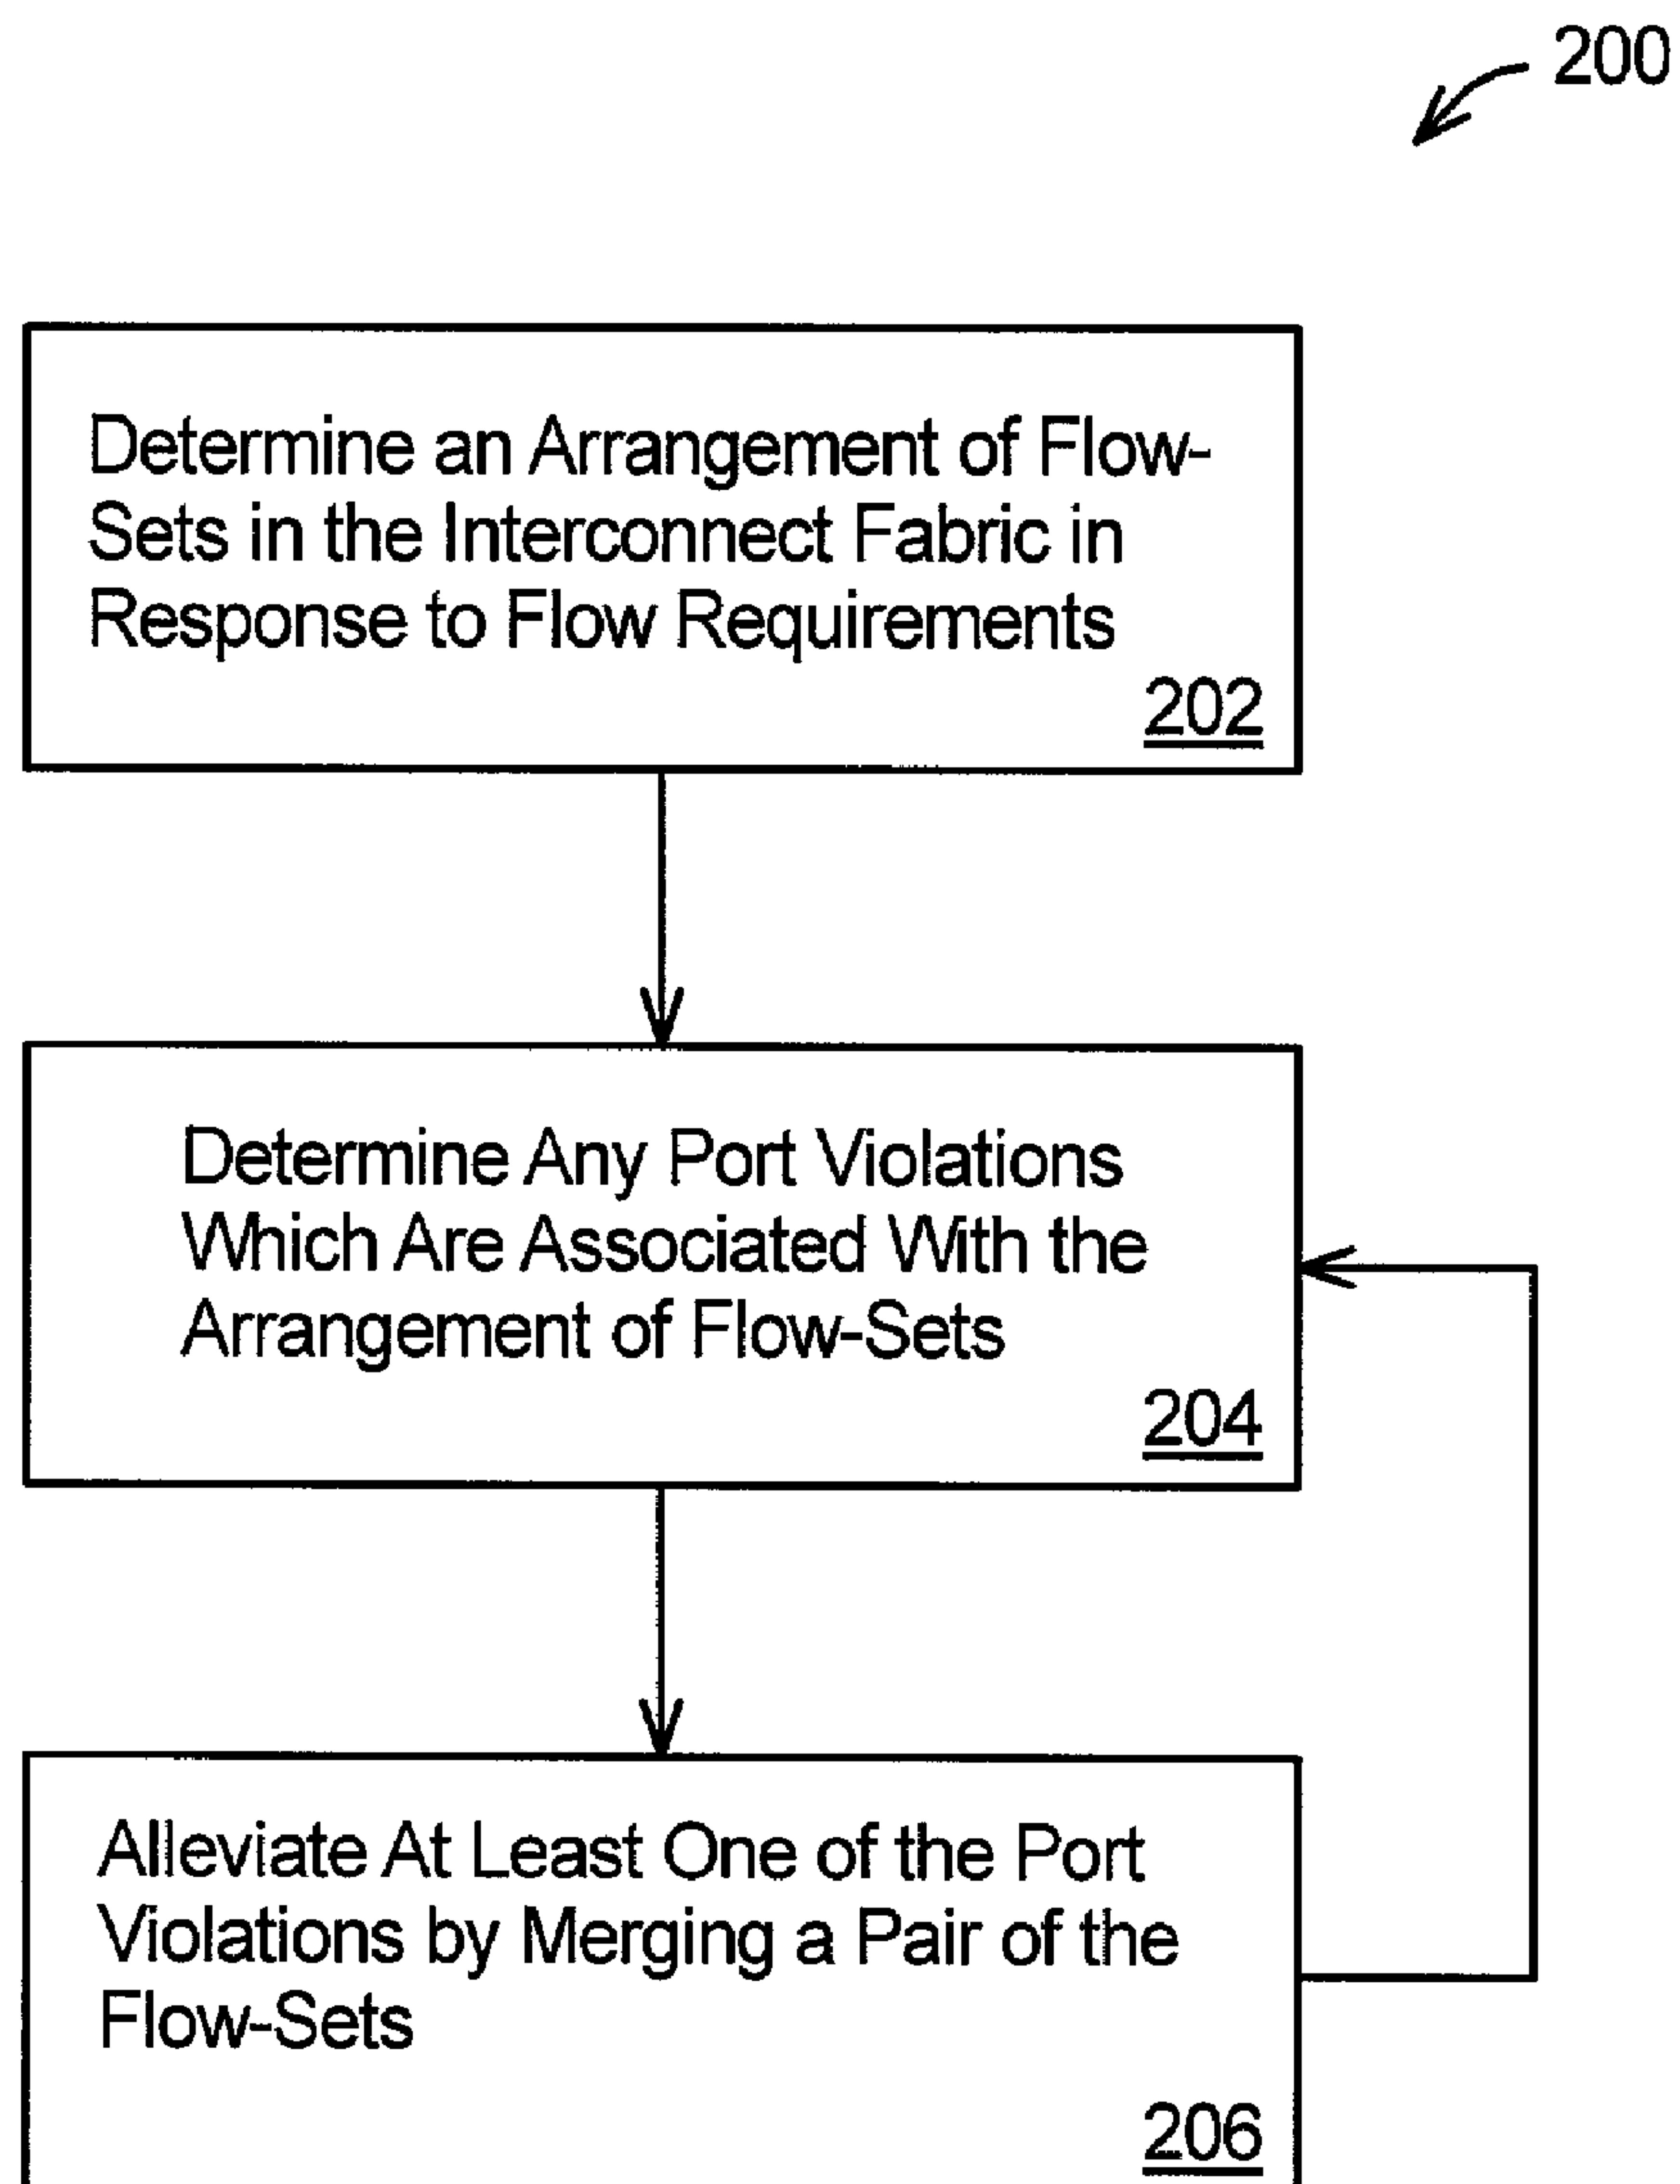 200
Determine an Arrangement of Flow-
Sets in the Interconnect Fabric in
Response to Flow Requirements
202
Determine Any Port Violations
Which Are Associated With the
Arrangement of Flow-Sets
204
Alleviate At Least One of the Port
Violations by Merging a Pair of the
Flow-Sets
206